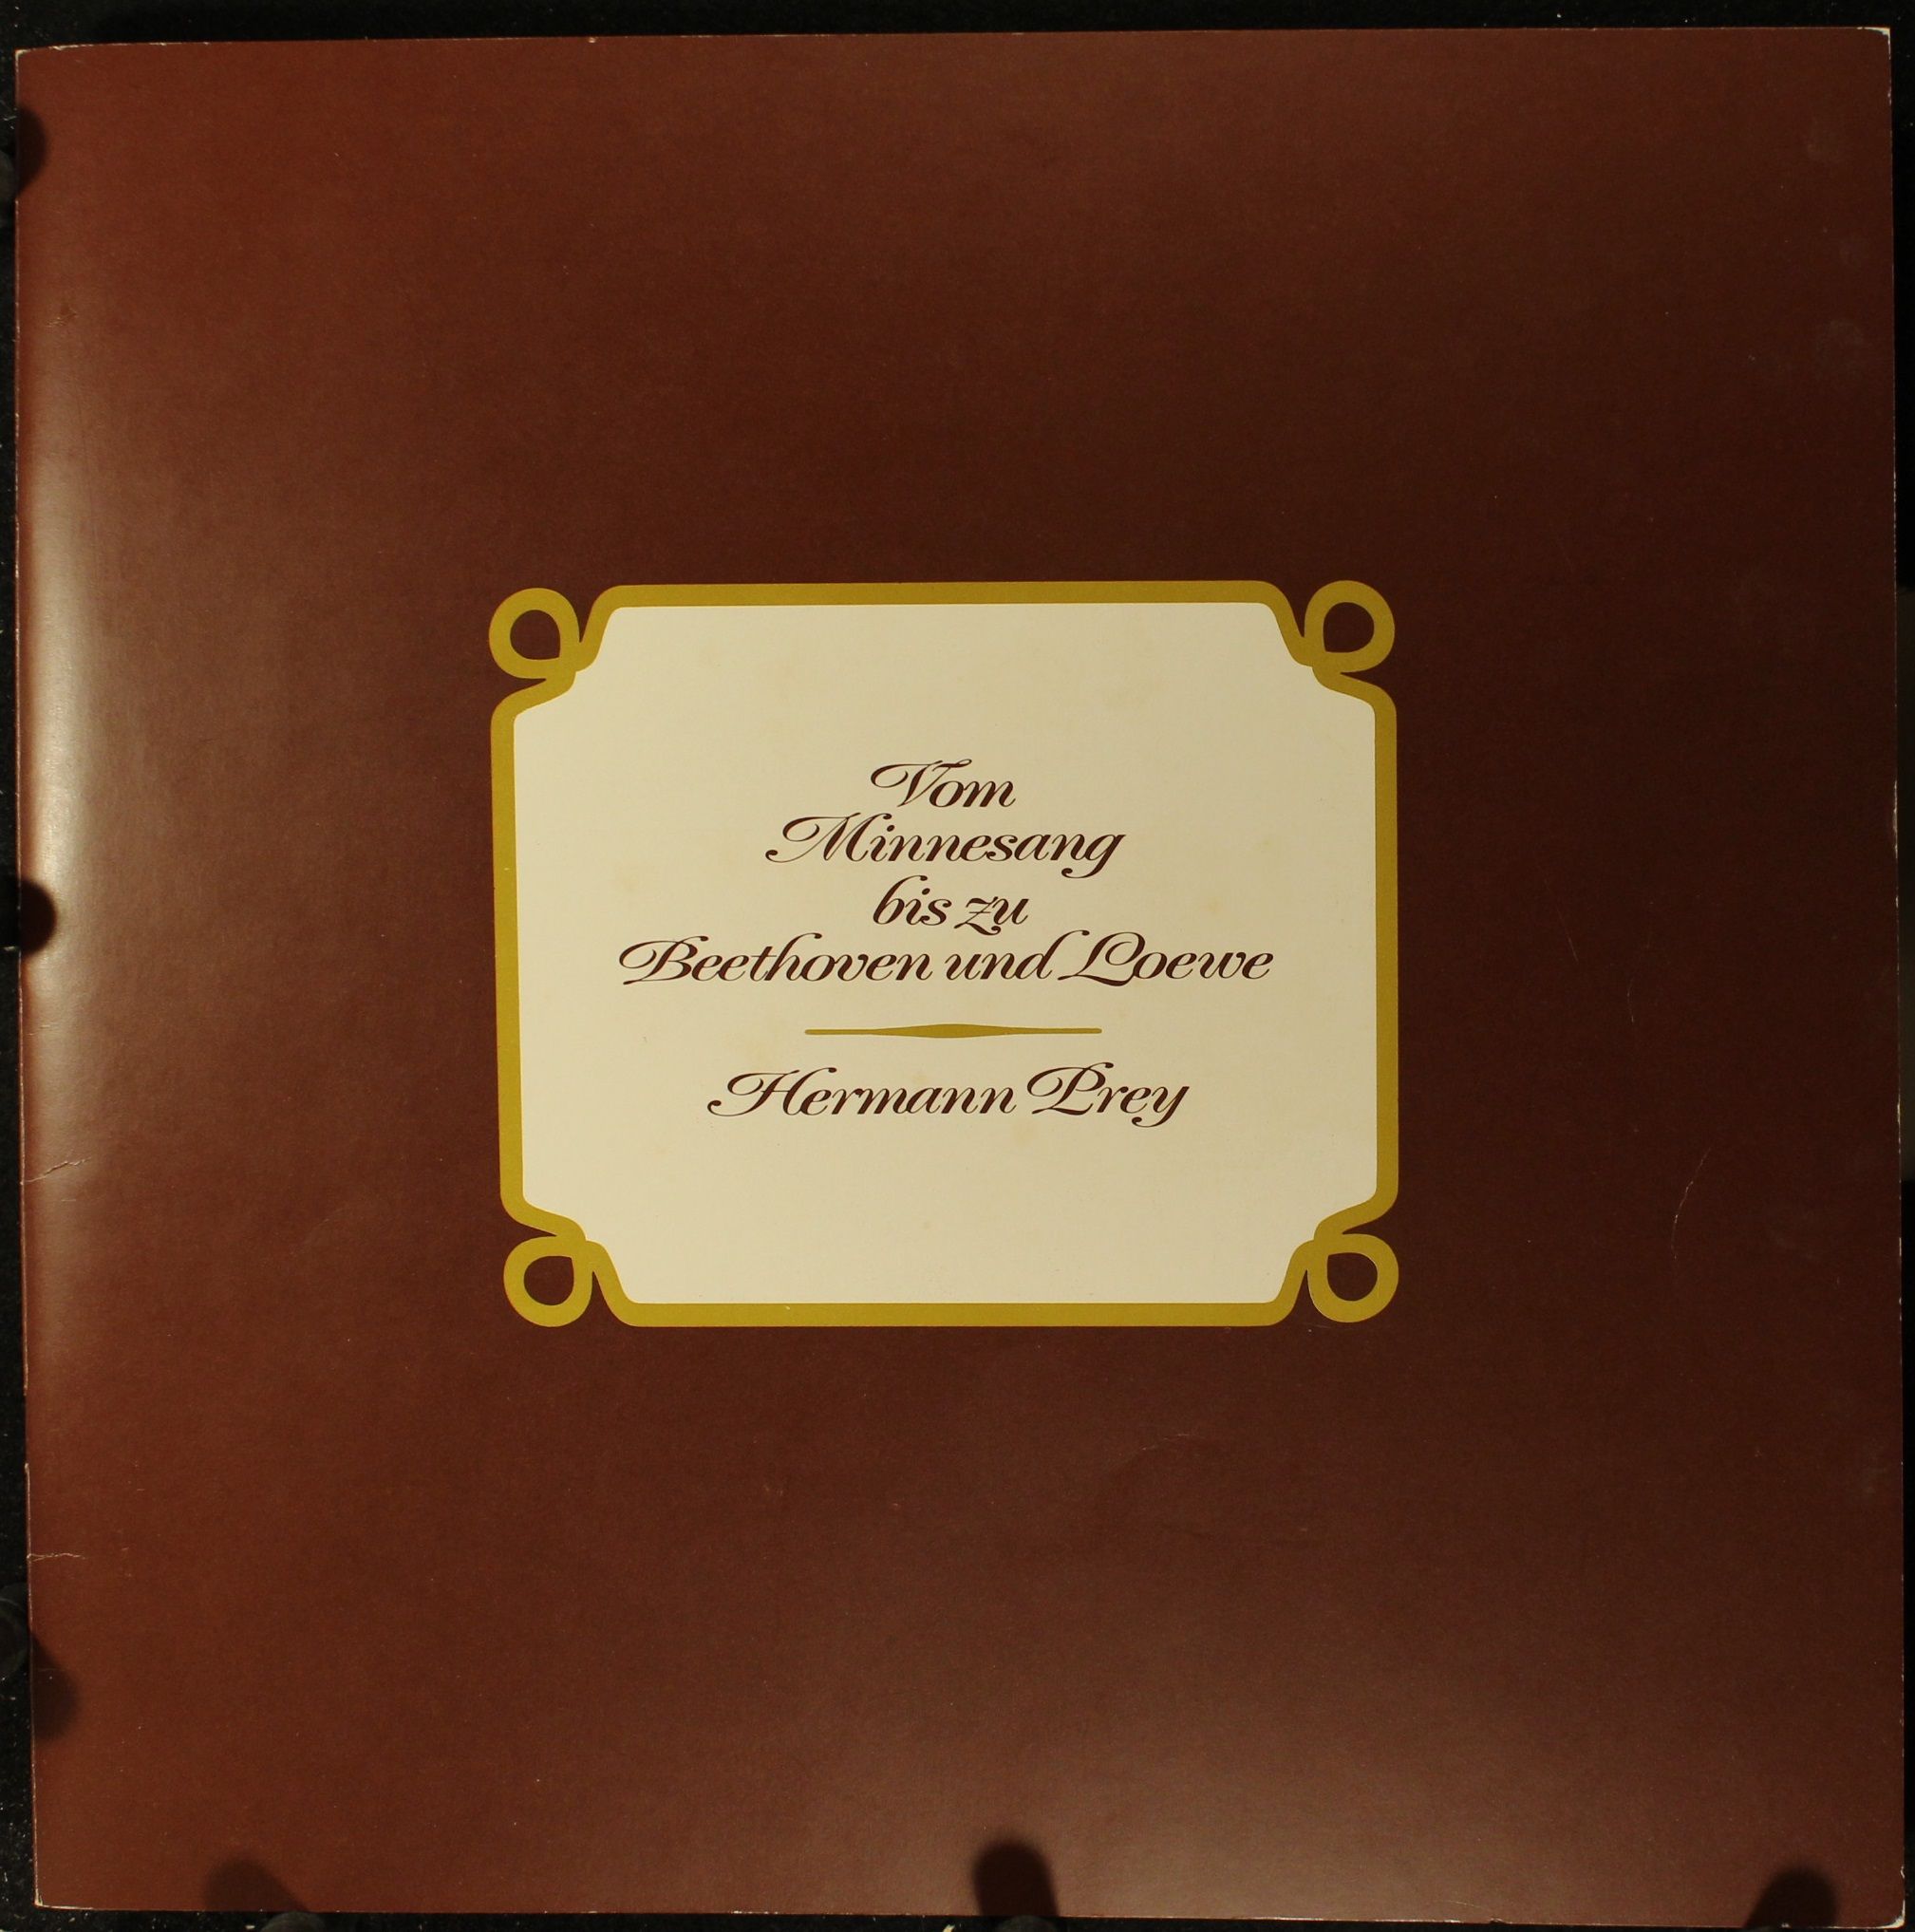 Vom
Minnesang
bis zu
Beethoven und Loewe
Hermann Prey